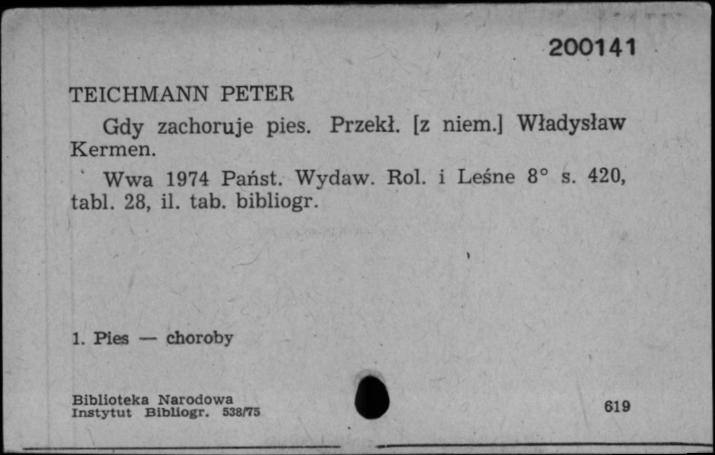 200141
TEICHMANN PETER
Gdy zachoruje pies. Przekł. [z niem.] Władysław
Kermen.
Wwa 1974 Państ. Wydaw. Rol. i Leśne 8° s. 420,
tabl. 28, il. tab. bibliogr.
1. Pies — choroby
Biblioteka Narodowa
Instytut Bibliogr. 538/75
619